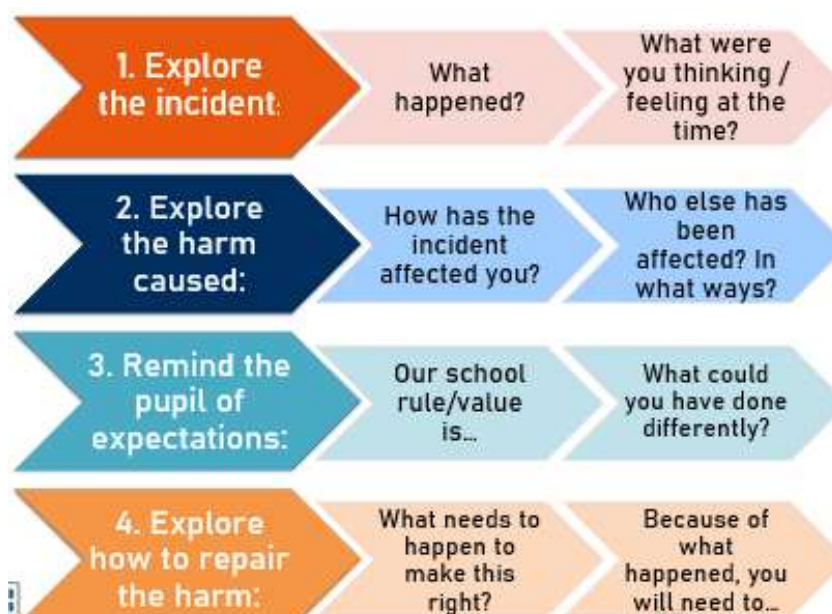 1. Explore
the incident:
What
happened?
What were
you thinking /
feeling at the
time?
2. Explore
the harm
caused:
How has the
incident
affected you?
Who else has
been
affected? In
what ways?
3. Remind the
pupil of
expectations:
Our school
rule/value
is...
What could
you have done
differently?
4. Explore
how to repair
the harm:
What needs to
happen to
make this
right?
Because of
what
happened, you
will need to...